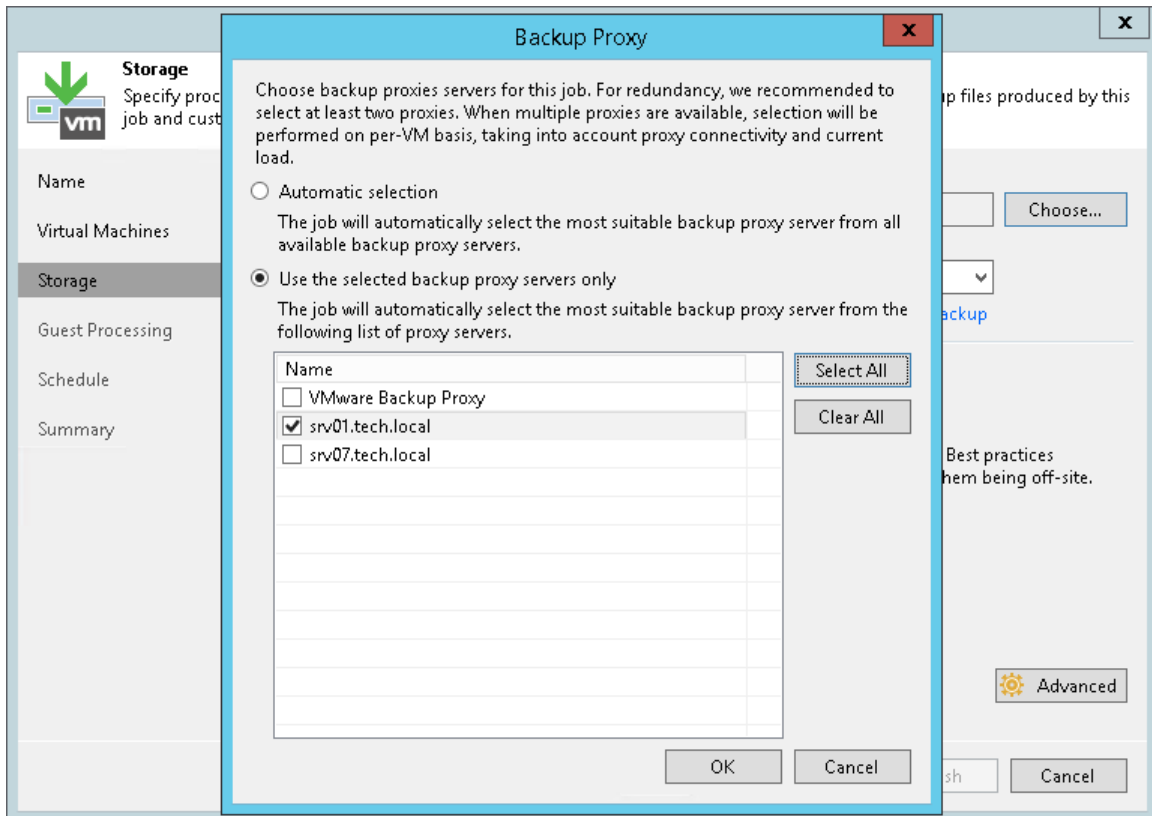 Backup Proxy
x
x
Storage
Specify proc
job and cust
vm
up files produced by this
Choose backup proxies servers for this job. For redundancy, we recommended to
select at least two proxies. When multiple proxies are available, selection will be
performed on per-VM basis, taking into account proxy connectivity and current
load.
Name
Virtual Machines
Storage
Guest Processing
Schedule
Summary
Automatic selection
The job will automatically select the most suitable backup proxy server from all
available backup proxy servers.
Use the selected backup proxy servers only
The job will automatically select the most suitable backup proxy server from the
following list of proxy servers.
Name
VMware Backup Proxy
srv01.tech.local
srv07.tech.local
Select All
Clear All
OK
Cancel
Choose...
ackup
Best practices
hem being off-site.
Advanced
sh
Cancel